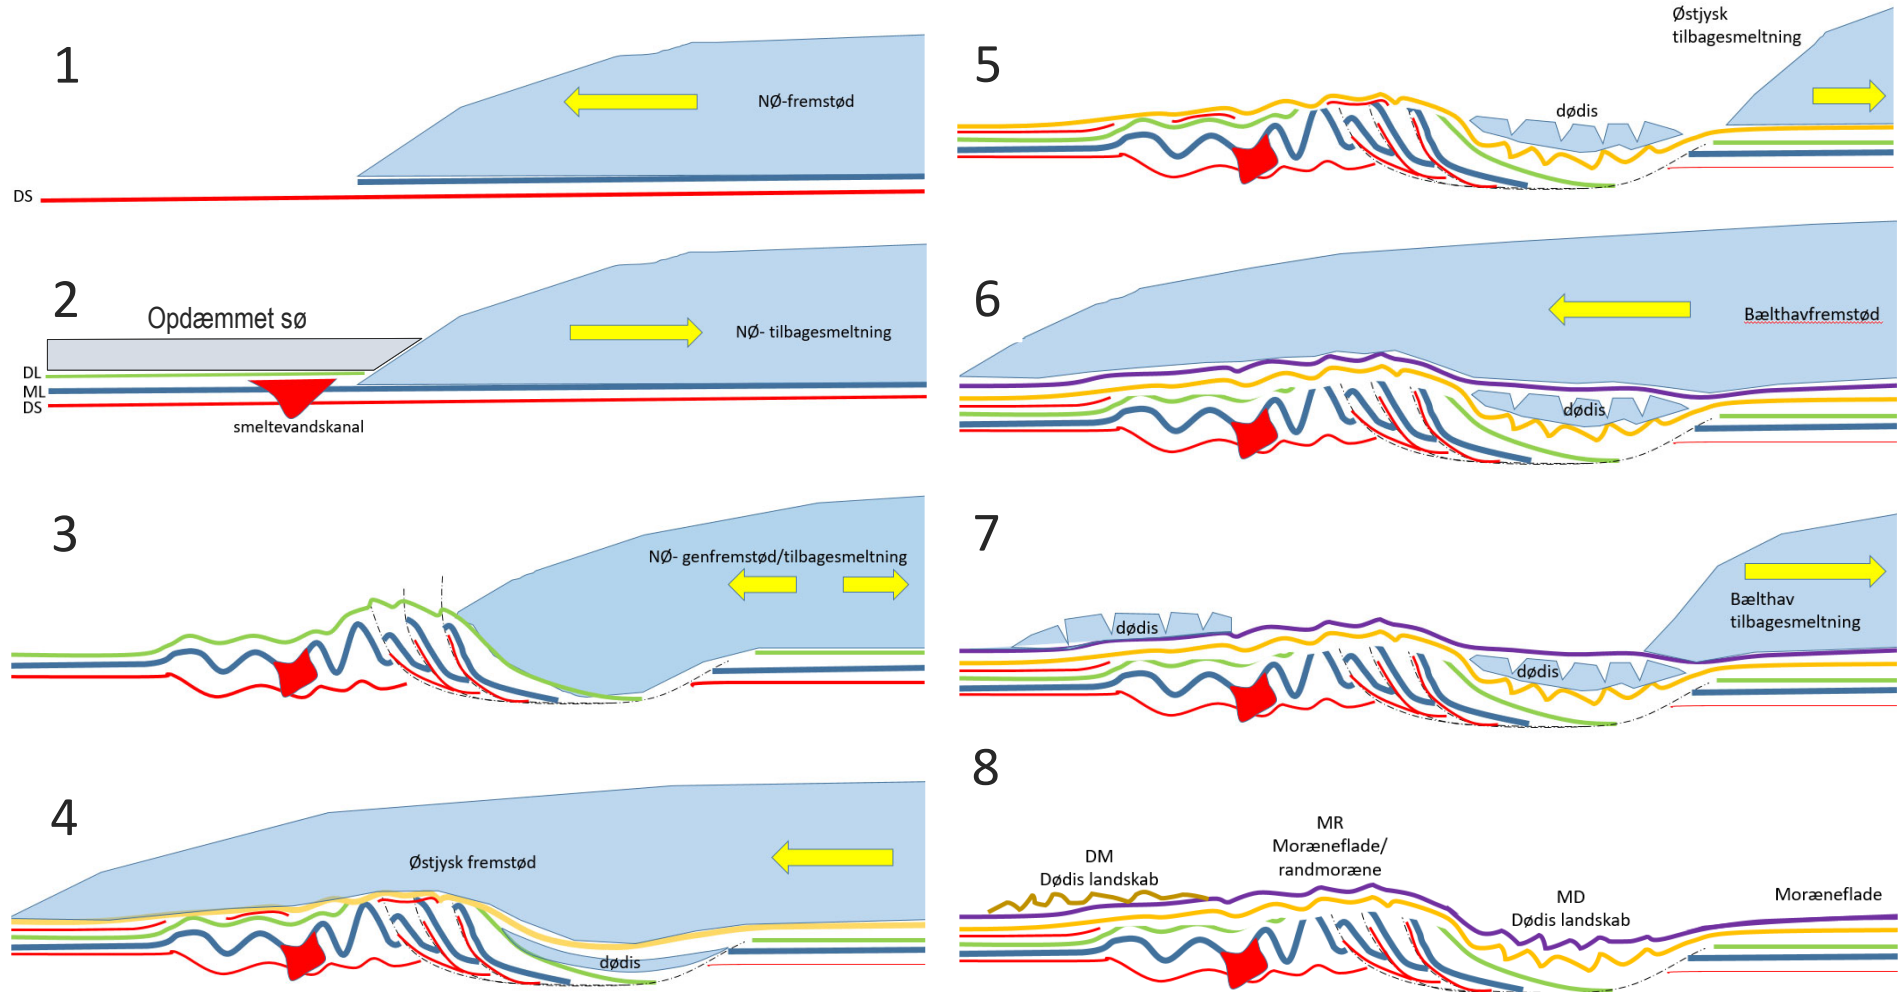 1
NØ-fremstød
DS
2
Opdæmmet sø
NØ- tilbagesmeltning
DL
ML
DS
smeltevandskanal
3
NØ- genfremstød/tilbagesmeltning
4
Østjysk fremstød
dødis
5
Østjysk
tilbagesmeltning
dødis
6
Bælthavfremstød
dødis
7
dødis
Bælthav
tilbagesmeltning
dødis
8
MR
Moræneflade/
randmoræne
DM
Dødis landskab
MD
Dødis landskab
Moræneflade